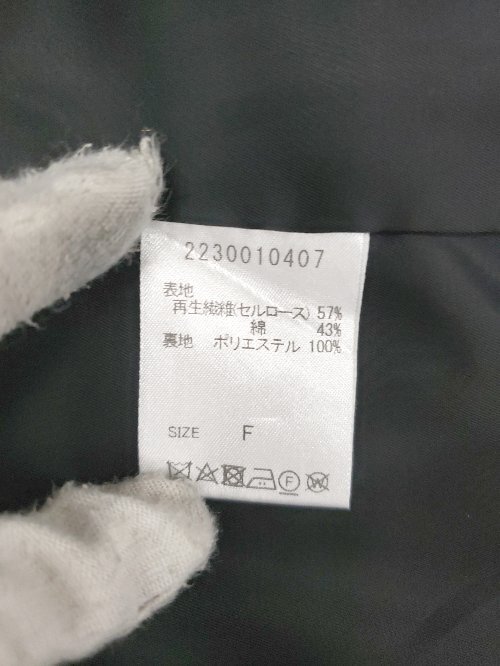 2230010407
表地
再生繊維(セルロース) 57%
綿 43%
裏地 ポリエステル 100%
SIZE F
F
W